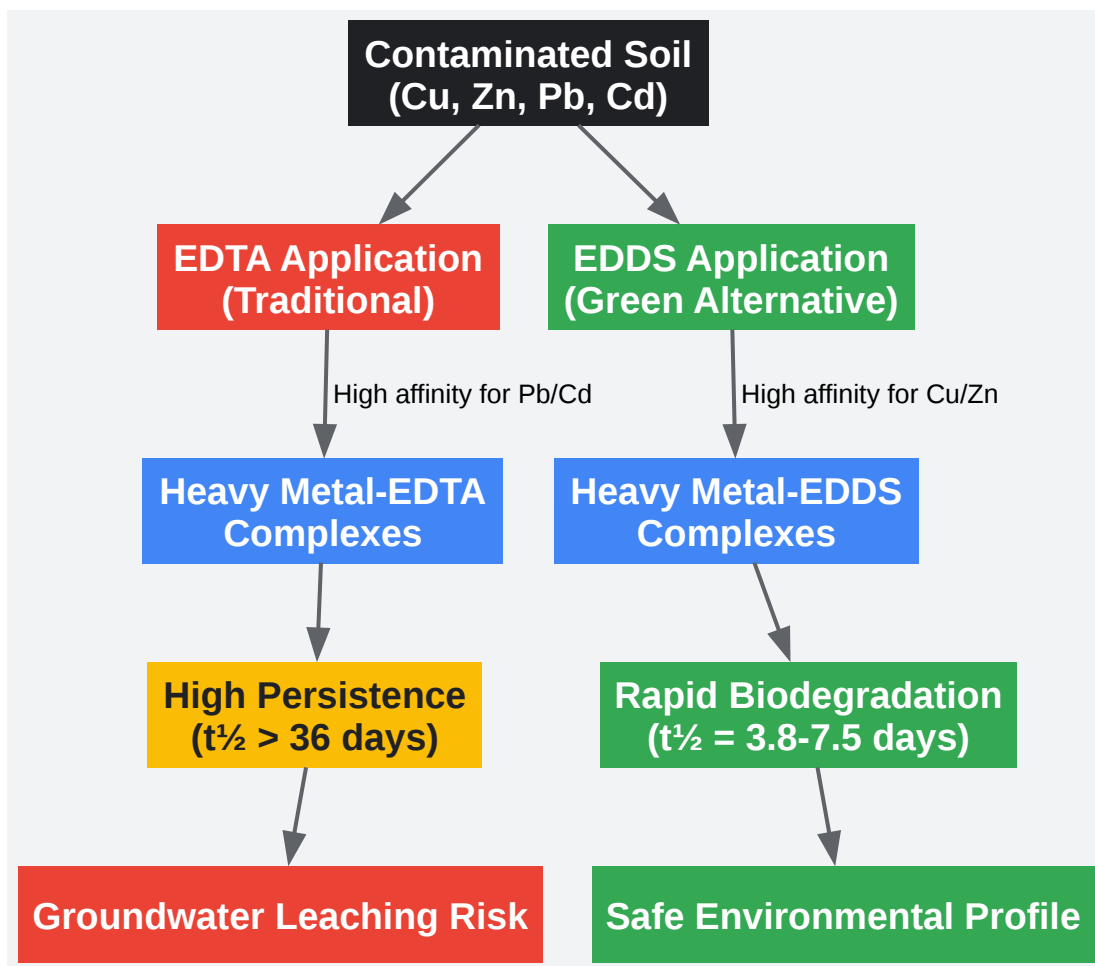 Contaminated Soil
(Cu, Zn, Pb, Cd)
EDTA Application
(Traditional)
EDDS Application
(Green Alternative)
High affinity for Pb/Cd
High affinity for Cu/Zn
Heavy Metal-EDTA
Complexes
Heavy Metal-EDDS
Complexes
High Persistence
(t½ > 36 days)
Rapid Biodegradation
(t½ = 3.8-7.5 days)
Groundwater Leaching Risk
Safe Environmental Profile